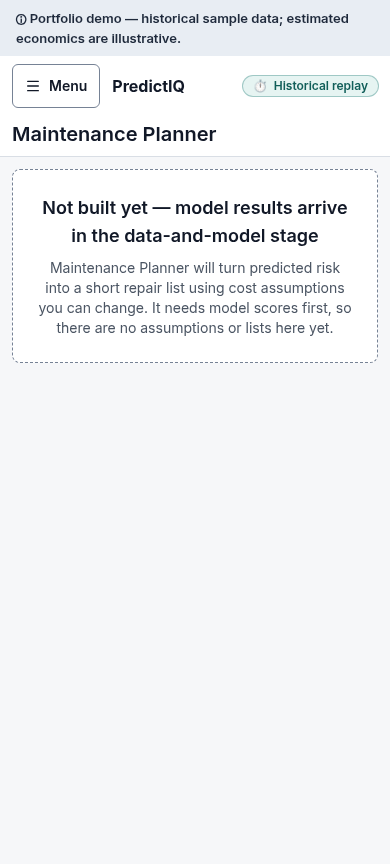 Portfolio demo — historical sample data; estimated
economics are illustrative.
Menu
PredictIQ
Historical replay
Maintenance Planner
Not built yet — model results arrive
in the data-and-model stage
Maintenance Planner will turn predicted risk
into a short repair list using cost assumptions
you can change. It needs model scores first, so
there are no assumptions or lists here yet.